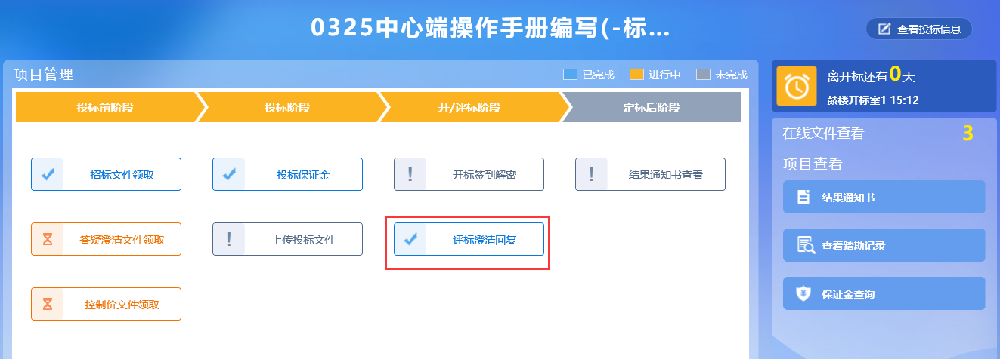 0325中心端操作手册编写(-标...
查看投标信息
项目管理
已完成
进行中
未完成
投标前阶段
投标阶段
开/评标阶段
定标后阶段
招标文件领取
投标保证金
开标签到解密
结果通知书查看
答疑澄清文件领取
上传投标文件
评标澄清回复
控制价文件领取
离开标还有0天
鼓楼开标室1 15:12
在线文件查看 3
项目查看
结果通知书
查看踏勘记录
保证金查询